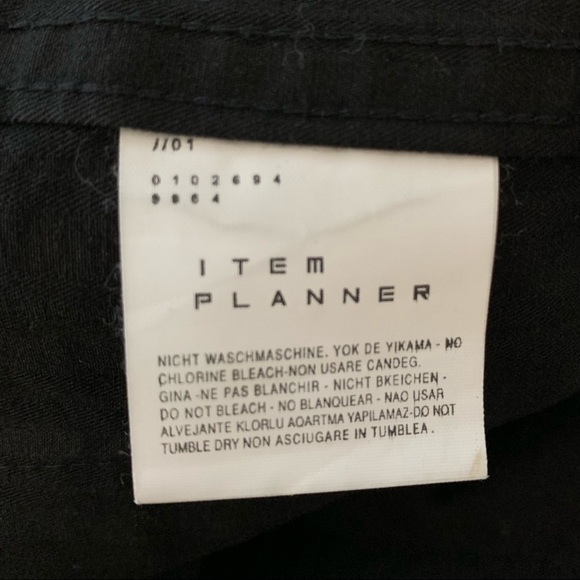 //01
0102694
9964
ITEM
PLANNER
NICHT WASCHMASCHINE. YOK DE YIKAMA - NO
CHLORINE BLEACH-NON USARE CANDEG.
GINA -NE PAS BLANCHIR - NICHT BKEICHEN -
DO NOT BLEACH - NO BLANQUEAR - NAO USAR
ALVEJANTE KLORLU AQARTMA YAPILAMAZ-DO NOT
TUMBLE DRY NON ASCIUGARE IN TUMBLEA.